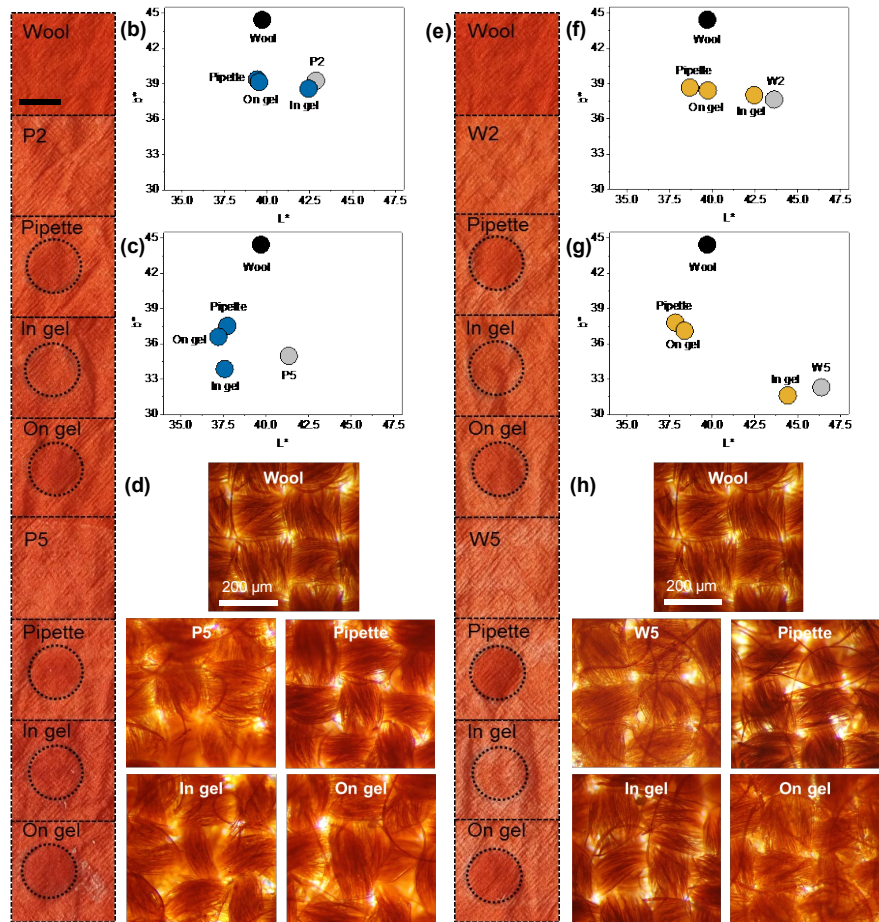 Wool
P2
Pipette
In gel
On gel
P5
Pipette
In gel
On gel
(b)
45
42
39
36
33
30
b*
Wool
Pipette
On gel
In gel
P2
35.0 37.5 40.0 42.5 45.0 47.5
L*
(c)
45
42
39
36
33
30
b*
Wool
Pipette
On gel
In gel
P5
35.0 37.5 40.0 42.5 45.0 47.5
L*
(d)
Wool
200 µm
P5
Pipette
In gel
On gel
(e)
Wool
W2
Pipette
In gel
On gel
W5
Pipette
In gel
On gel
(f)
45
42
39
36
33
30
b*
Wool
Pipette
On gel
In gel
W2
35.0 37.5 40.0 42.5 45.0 47.5
L*
(g)
45
42
39
36
33
30
b*
Wool
Pipette
On gel
In gel
W5
35.0 37.5 40.0 42.5 45.0 47.5
L*
(h)
Wool
200 µm
W5
Pipette
In gel
On gel